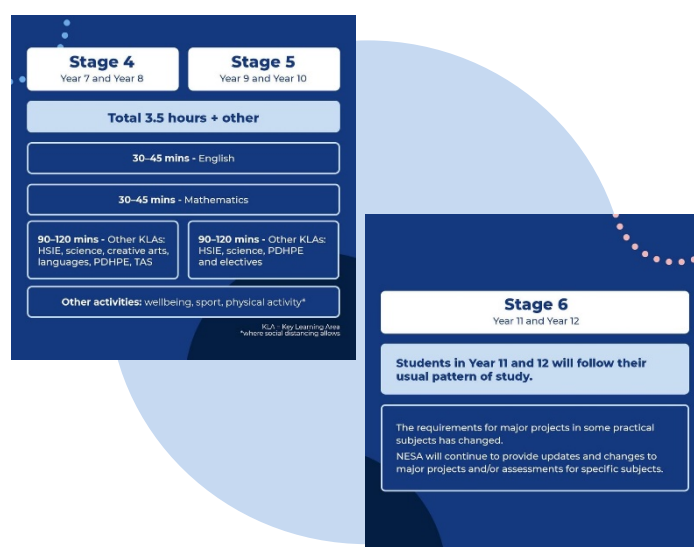 Stage 4
Year 7 and Year 8
Stage 5
Year 9 and Year 10
Total 3.5 hours + other
30–45 mins - English
30–45 mins - Mathematics
90–120 mins - Other KLAs:
HSIE, science, creative arts,
languages, PDHPE, TAS
90–120 mins - Other KLAs:
HSIE, science, PDHPE
and electives
Other activities: wellbeing, sport, physical activity*
KLA - Key Learning Area
*where social distancing allows
Stage 6
Year 11 and Year 12
Students in Year 11 and 12 will follow their
usual pattern of study.
The requirements for major projects in some practical
subjects has changed.
NESA will continue to provide updates and changes to
major projects and/or assessments for specific subjects.